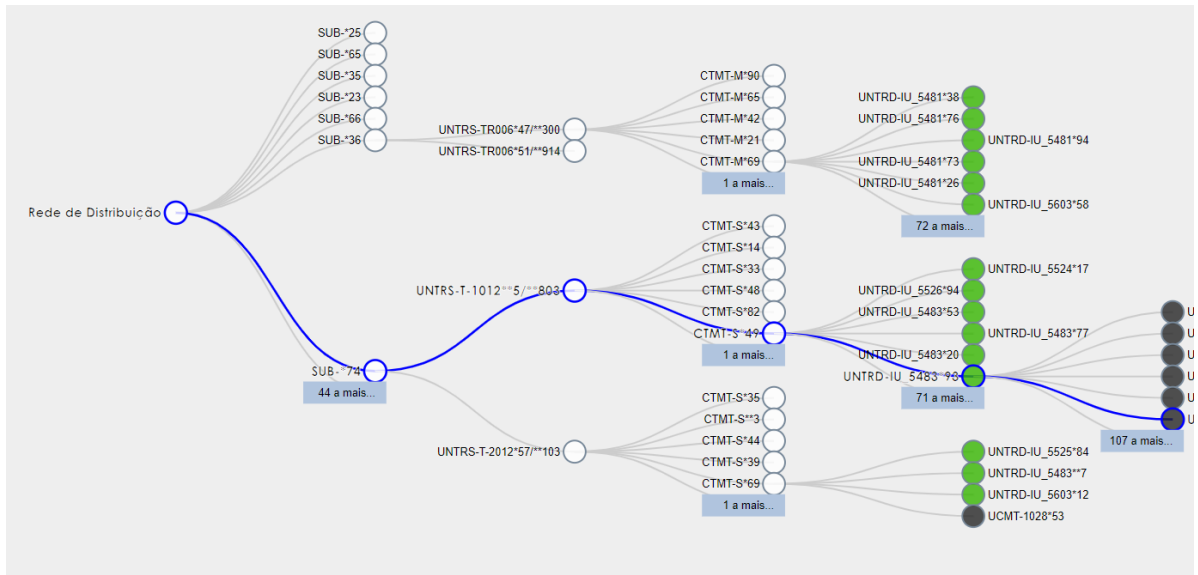 SUB-*25
SUB-*65
SUB-*35
SUB-*23
SUB-*66
SUB-*36
Rede de Distribuição
SUB-*74
44 a mais...
UNTRS-TR006*47/**300
UNTRS-TR006*51/**914
UNTRS-T-1012**5/**803
UNTRS-T-2012*57/**103
CTMT-M*90
CTMT-M*65
CTMT-M*42
CTMT-M*21
CTMT-M*69
1 a mais...
CTMT-S*43
CTMT-S*14
CTMT-S*33
CTMT-S*48
CTMT-S*82
CTMT-S*49
1 a mais...
CTMT-S*35
CTMT-S**3
CTMT-S*44
CTMT-S*39
CTMT-S*69
1 a mais...
UNTRD-IU_5481*38
UNTRD-IU_5481*76
UNTRD-IU_5481*94
UNTRD-IU_5481*73
UNTRD-IU_5481*26
UNTRD-IU_5603*58
72 a mais...
UNTRD-IU_5524*17
UNTRD-IU_5526*94
UNTRD-IU_5483*53
UNTRD-IU_5483*77
UNTRD-IU_5483*20
UNTRD-IU_5483*93
71 a mais...
UNTRD-IU_5525*84
UNTRD-IU_5483**7
UNTRD-IU_5603*12
UCMT-1028*53
107 a mais...